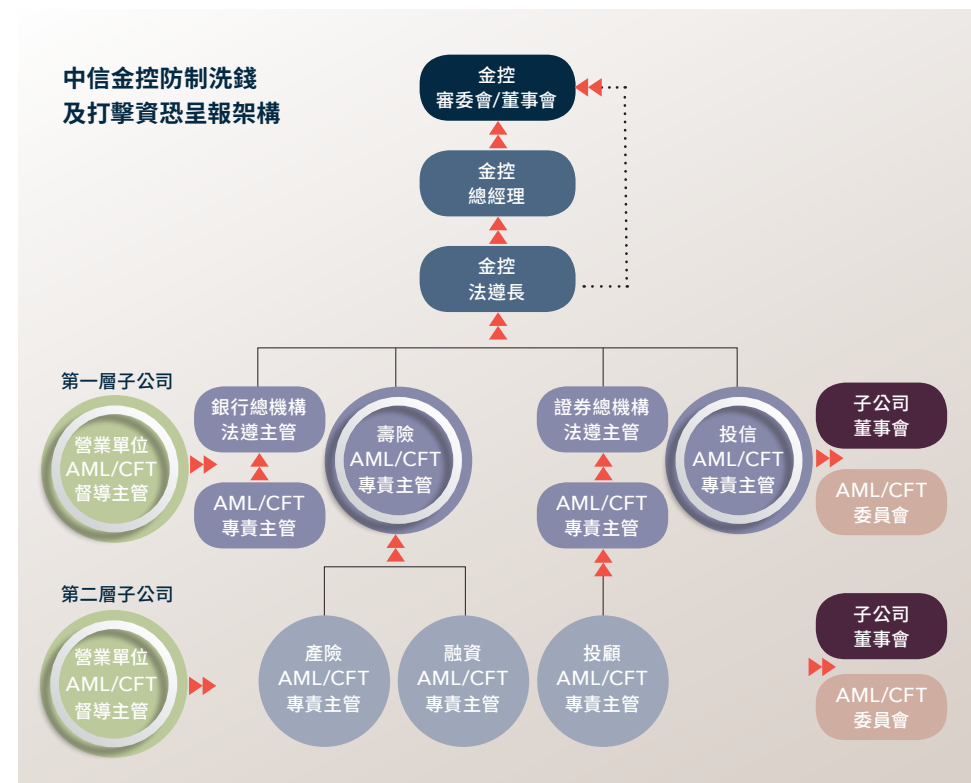 中信金控防制洗錢
及打擊資恐呈報架構
金控
審委會/董事會
金控
總經理
金控
法遵長
第一層子公司
營業單位
AML/CFT
督導主管
銀行總機構
法遵主管
AML/CFT
專責主管
壽險
AML/CFT
專責主管
證券總機構
法遵主管
AML/CFT
專責主管
投信
AML/CFT
專責主管
子公司
董事會
AML/CFT
委員會
第二層子公司
營業單位
AML/CFT
督導主管
產險
AML/CFT
專責主管
融資
AML/CFT
專責主管
投顧
AML/CFT
專責主管
子公司
董事會
AML/CFT
委員會